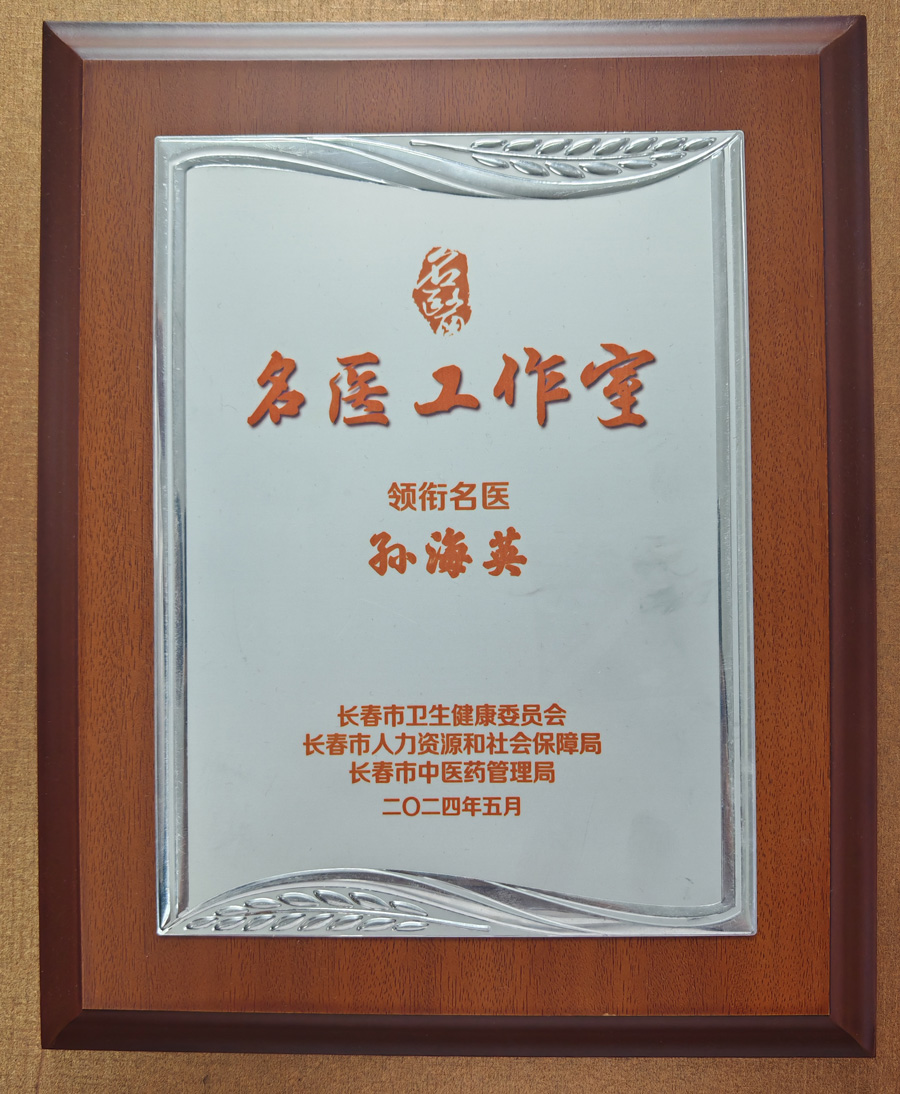 名醫
名医工作室
领衔名医
孙海英
长春市卫生健康委员会
长春市人力资源和社会保障局
长春市中医药管理局
二〇二四年五月